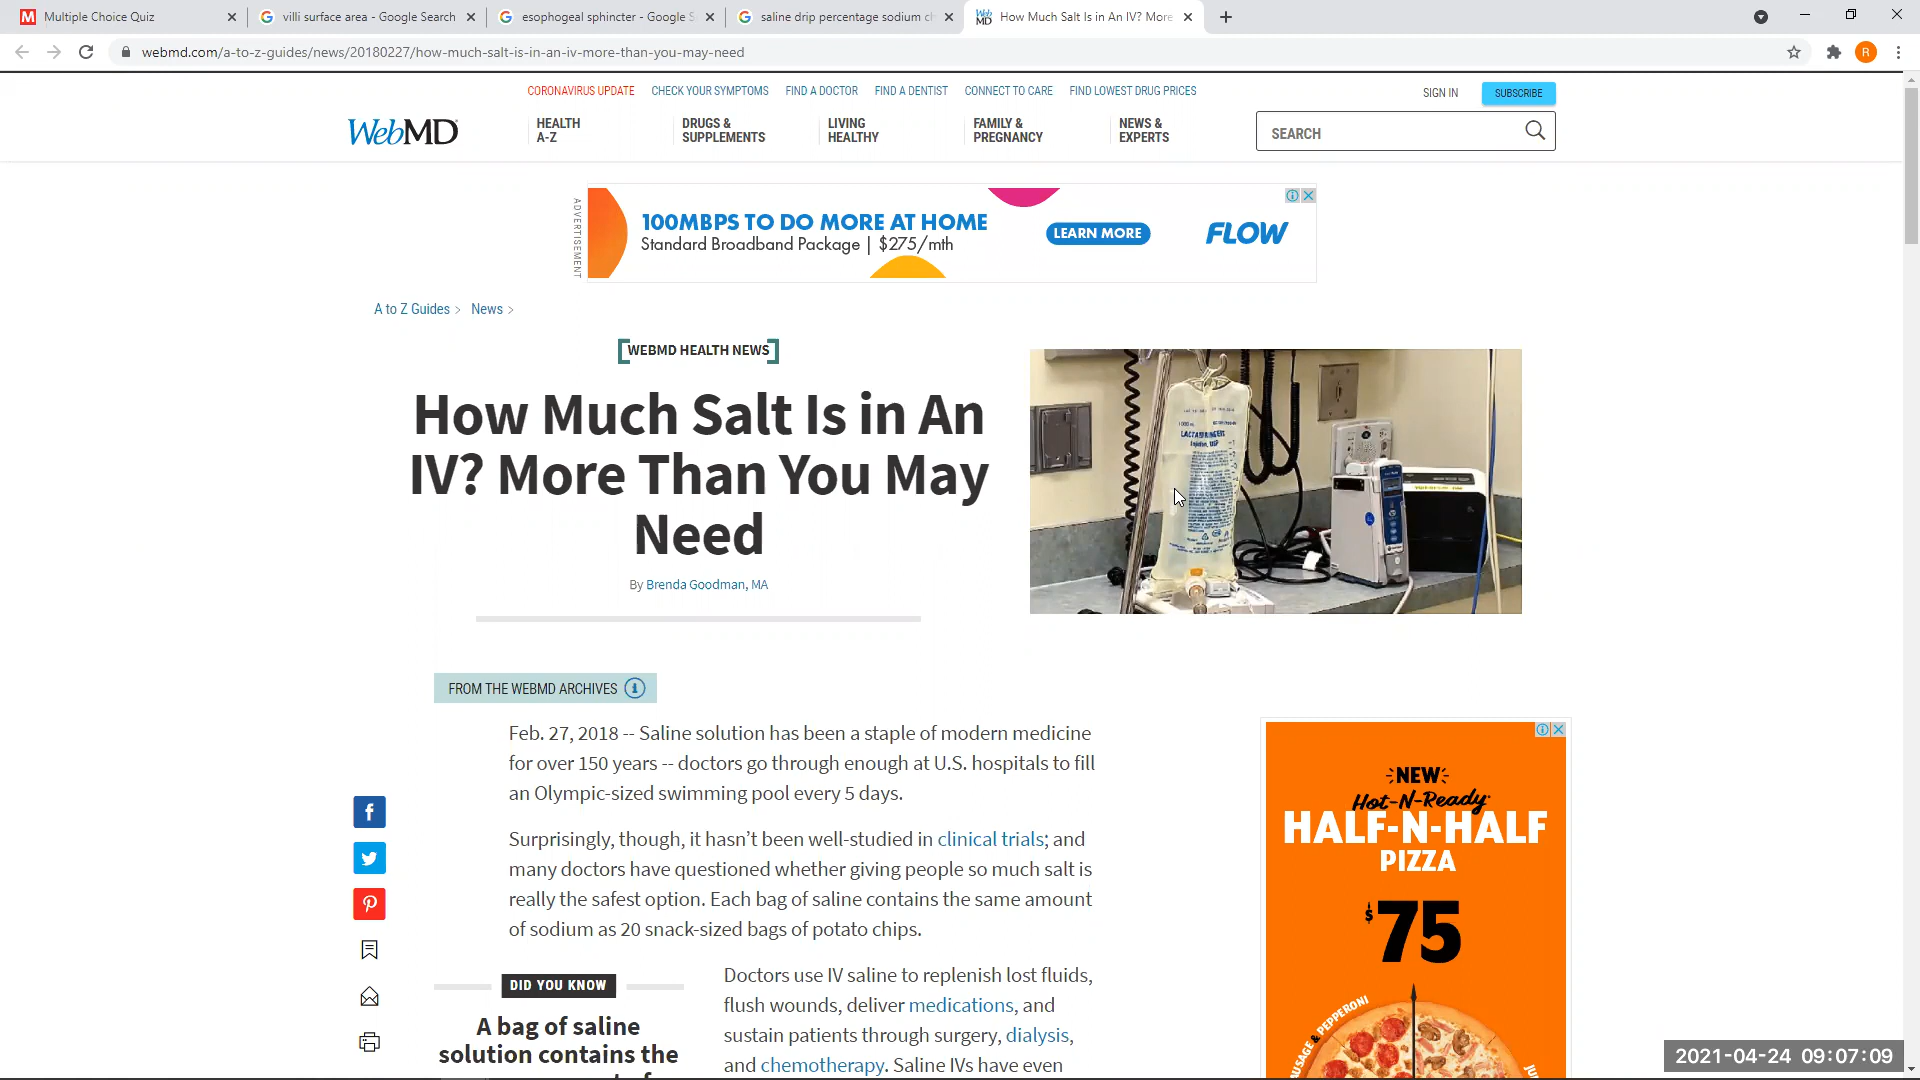 Multiple Choice Quiz
villi surface area - Google Search
esophogeal sphincter - Google S
saline drip percentage sodium c
How Much Salt Is in An IV? More
webmd.com/a-to-z-guides/news/20180227/how-much-salt-is-in-an-iv-more-than-you-may-need
R
CORONAVIRUS UPDATE CHECK YOUR SYMPTOMS FIND A DOCTOR FIND A DENTIST CONNECT TO CARE FIND LOWEST DRUG PRICES
SIGN IN SUBSCRIBE
WebMD
HEALTH
A-Z
DRUGS &
SUPPLEMENTS
LIVING
HEALTHY
FAMILY &
PREGNANCY
NEWS &
EXPERTS
SEARCH
ADVERTISEMENT
100MBPS TO DO MORE AT HOME
Standard Broadband Package | $275/mth
LEARN MORE
FLOW
A to Z Guides > News >
WEBMD HEALTH NEWS
How Much Salt Is in An
IV? More Than You May
Need
By Brenda Goodman, MA
LACTATED RINGERS
Injection, USP
FROM THE WEBMD ARCHIVES
Feb. 27, 2018 -- Saline solution has been a staple of modern medicine
for over 150 years -- doctors go through enough at U.S. hospitals to fill
an Olympic-sized swimming pool every 5 days.
Surprisingly, though, it hasn't been well-studied in clinical trials; and
many doctors have questioned whether giving people so much salt is
really the safest option. Each bag of saline contains the same amount
of sodium as 20 snack-sized bags of potato chips.
DID YOU KNOW
A bag of saline
solution contains the
Doctors use IV saline to replenish lost fluids,
flush wounds, deliver medications, and
sustain patients through surgery, dialysis,
and chemotherapy. Saline IVs have even
NEW
Hot-N-Ready
HALF-N-HALF
PIZZA
$75
SAUSAGE & PEPPERONI
2021-04-24 09:07:09